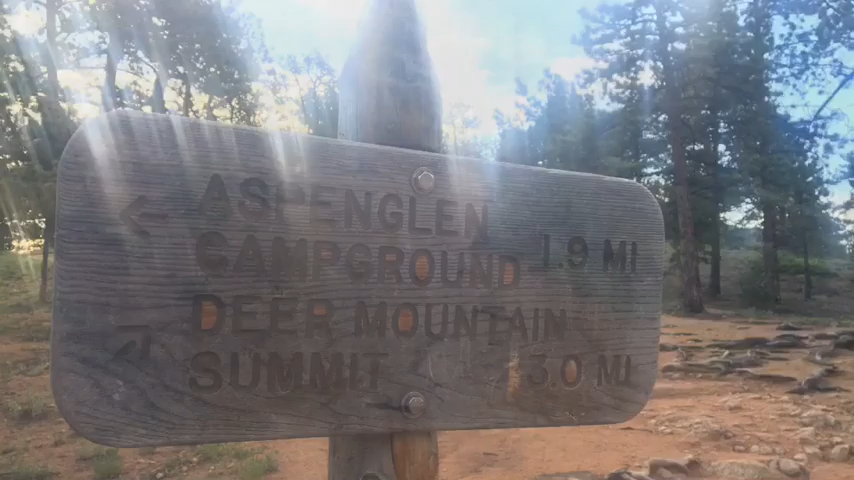 ← ASPENGLEN
CAMPGROUND 1.9 MI
DEER MOUNTAIN
SUMMIT 3.0 MI